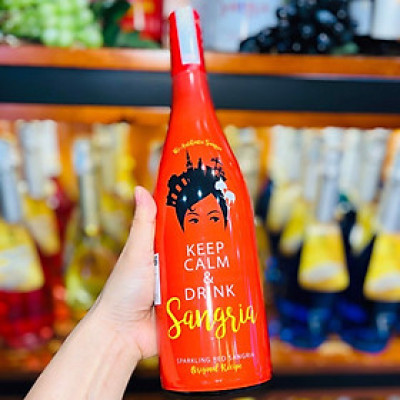 KEEP
CALM
&
DRINK
Sangria
SPARKLING RED SANGRIA
Original Recipe